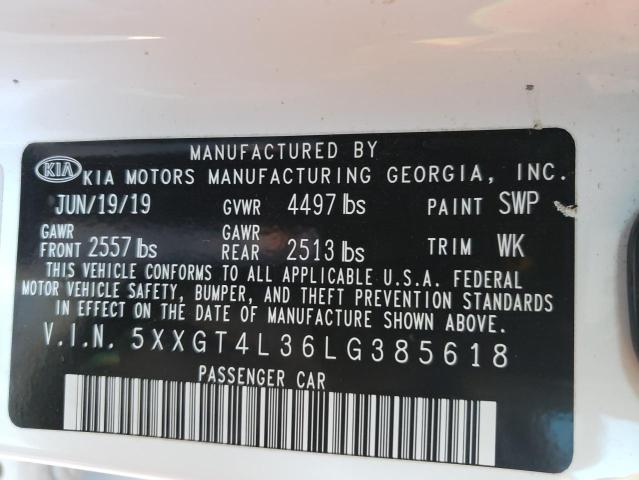 MANUFACTURED BY
KIA KIA MOTORS MANUFACTURING GEORGIA, INC.
JUN/19/19 GVWR 4497 lbs PAINT SWP
GAWR FRONT 2557 lbs GAWR REAR 2513 lbs TRIM WK
THIS VEHICLE CONFORMS TO ALL APPLICABLE U.S.A. FEDERAL
MOTOR VEHICLE SAFETY, BUMPER, AND THEFT PREVENTION STANDARDS
IN EFFECT ON THE DATE OF MANUFACTURE SHOWN ABOVE
V.I.N. 5XXGT4L36LG385618
PASSENGER CAR